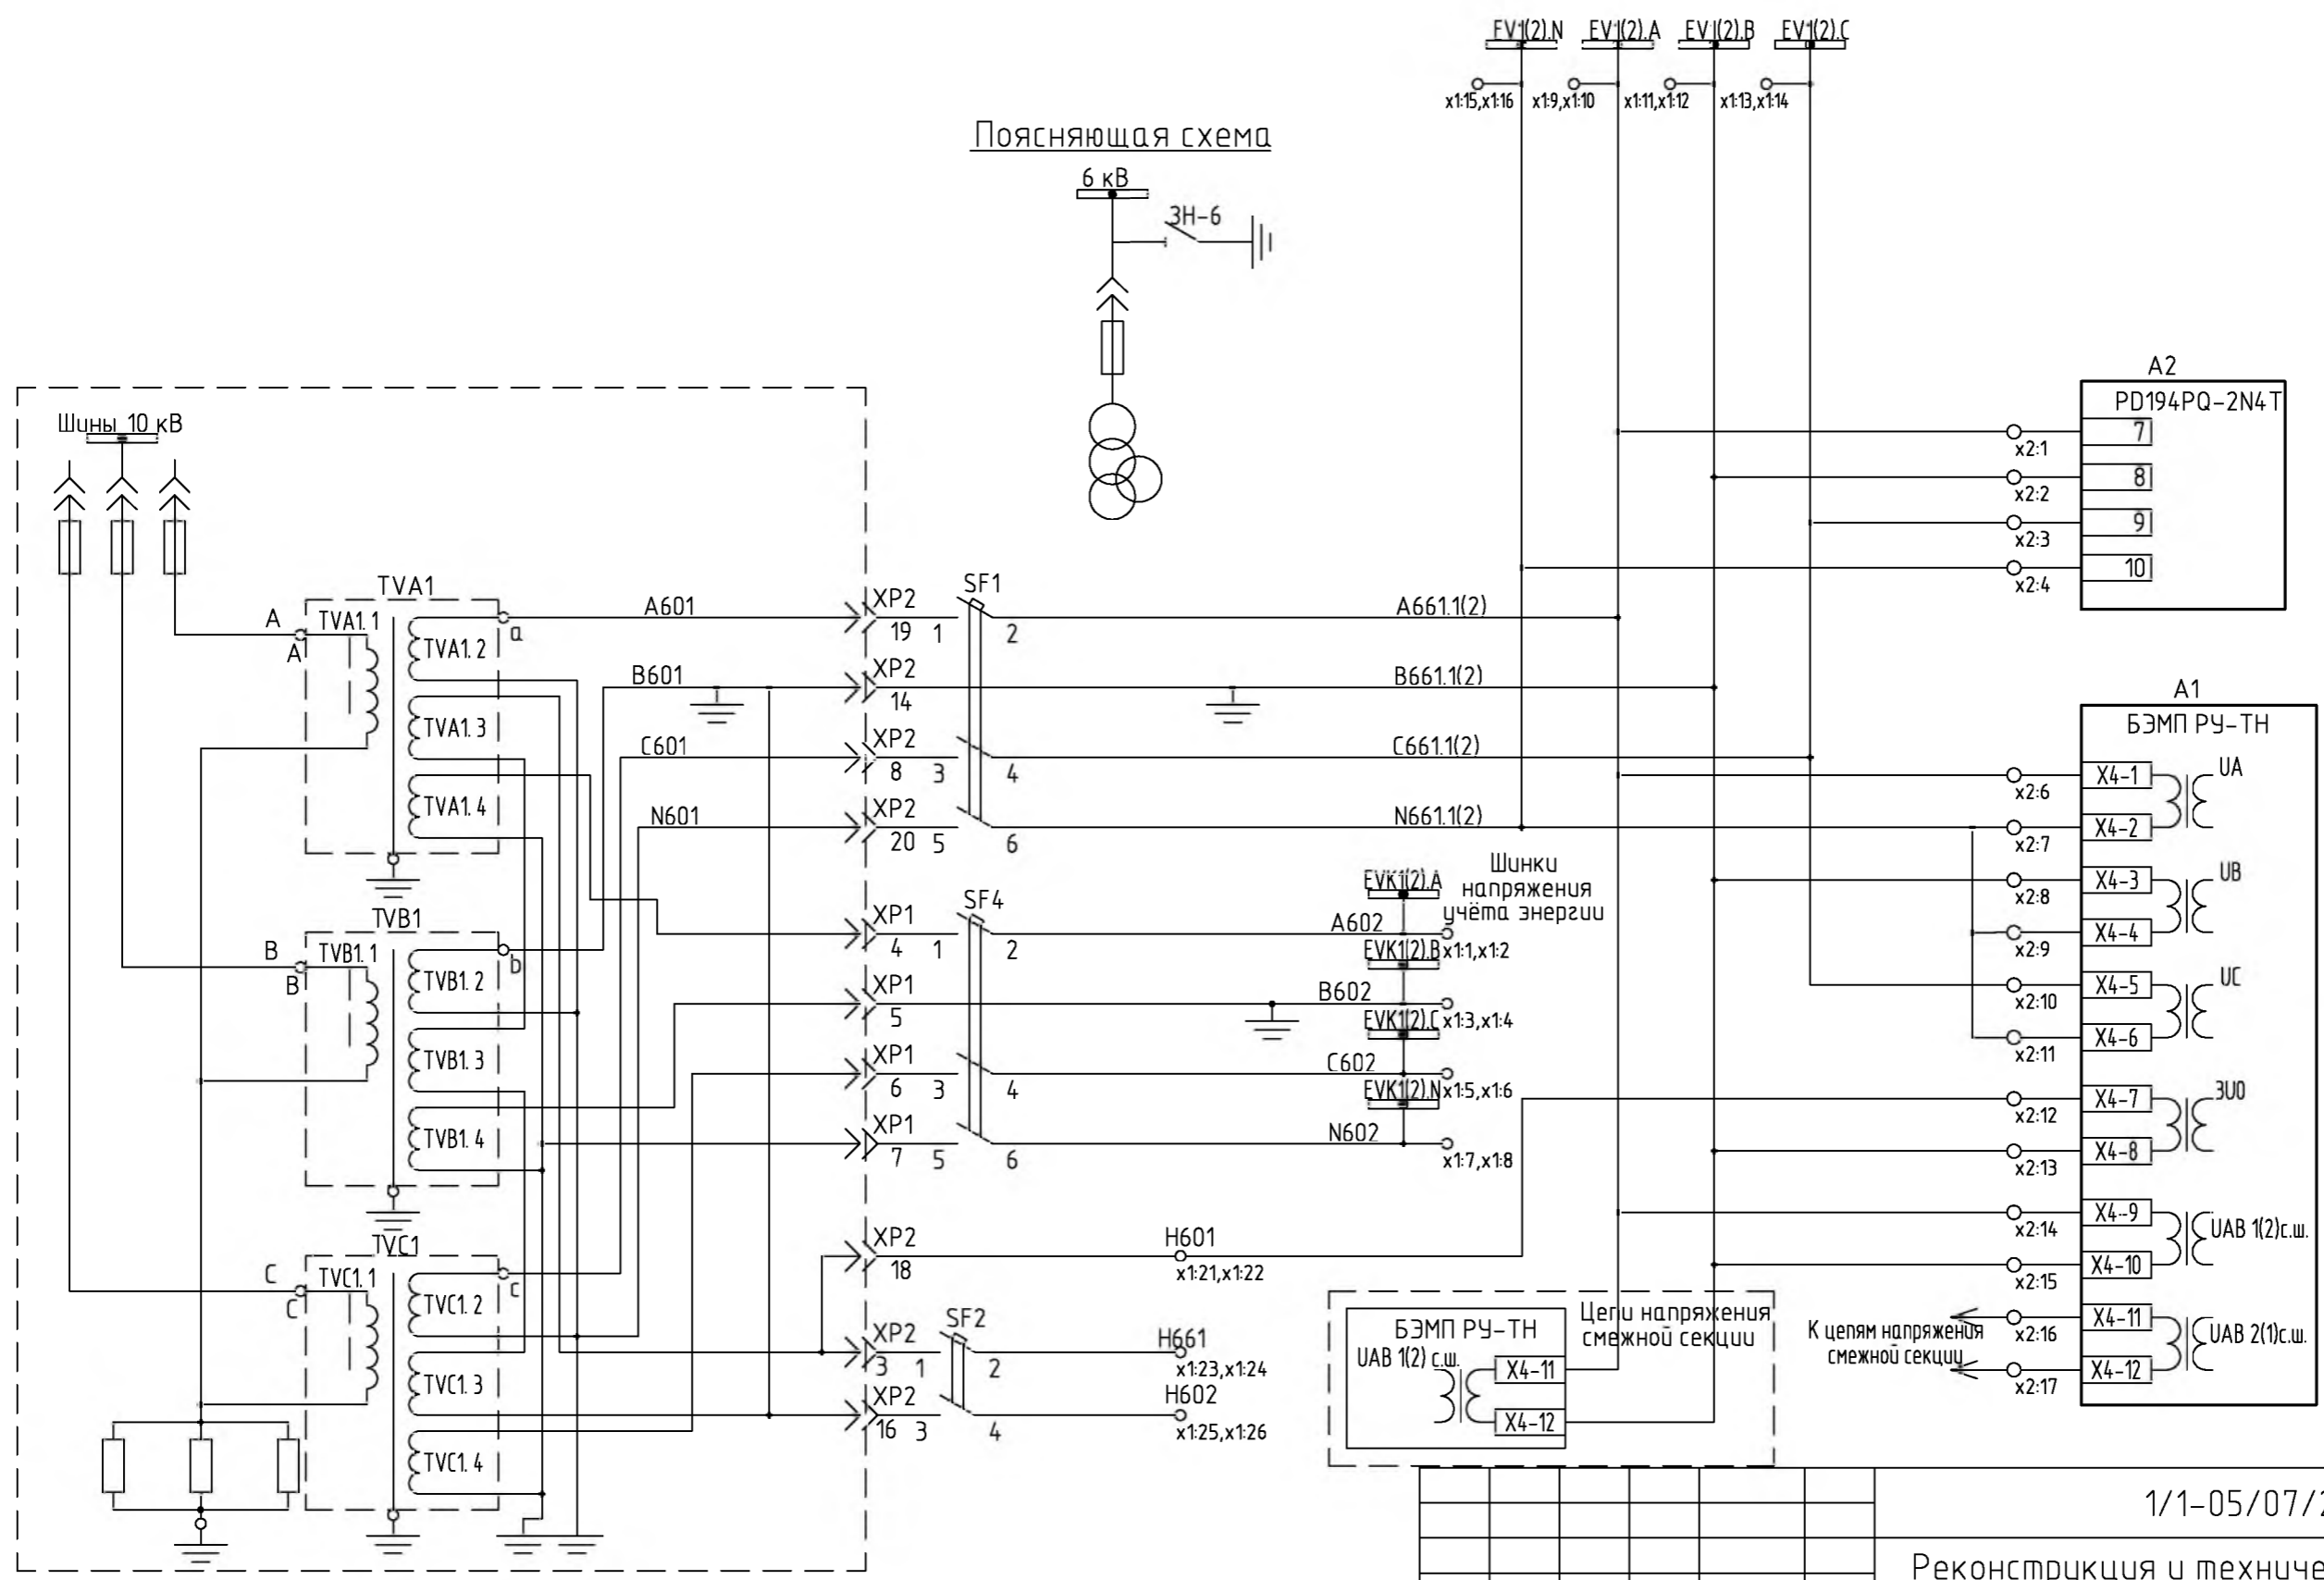 EV1(2).N
EV1(2).A
EV1(2).B
EV1(2).C
x1:15,x1:16
x1:9,x1:10
x1:11,x1:12
x1:13,x1:14
Поясняющая схема
6 кВ
ЗН-6
Шины 10 кВ
A2
PD194PQ-2N4T
7
x2:1
8
x2:2
9
x2:3
10
x2:4
TVA1
A
A
TVA1.1
TVA1.2
a
TVA1.3
TVA1.4
A601
XP2
19
1
SF1
2
A661.1(2)
B601
XP2
14
B661.1(2)
C601
XP2
8
3
4
C661.1(2)
N601
XP2
20
5
6
N661.1(2)
A1
БЭМП РУ-ТН
X4-1
UA
x2:6
X4-2
x2:7
X4-3
UB
x2:8
X4-4
x2:9
X4-5
UC
x2:10
X4-6
x2:11
X4-7
3U0
x2:12
X4-8
x2:13
X4-9
x2:14
UAB 1(2)с.ш.
X4-10
x2:15
X4-11
x2:16
UAB 2(1)с.ш.
X4-12
x2:17
К цепям напряжения
смежной секции
TVB1
B
B
TVB1.1
TVB1.2
b
TVB1.3
TVB1.4
XP1
4
1
SF4
2
A602
EVK1(2).A
Шинки
напряжения
учёта энергии
x1:1,x1:2
XP1
5
B602
EVK1(2).B
x1:3,x1:4
XP1
6
3
4
C602
EVK1(2).C
x1:5,x1:6
XP1
7
5
6
N602
EVK1(2).N
x1:7,x1:8
TVC1
C
C
TVC1.1
TVC1.2
c
TVC1.3
TVC1.4
XP2
18
H601
x1:21,x1:22
XP2
3
1
SF2
2
H661
x1:23,x1:24
XP2
16
3
4
H602
x1:25,x1:26
БЭМП РУ-ТН
UAB 1(2) с.ш.
X4-11
X4-12
Цепи напряжения
смежной секции
1/1-05/07/2
Реконструкция и техниче